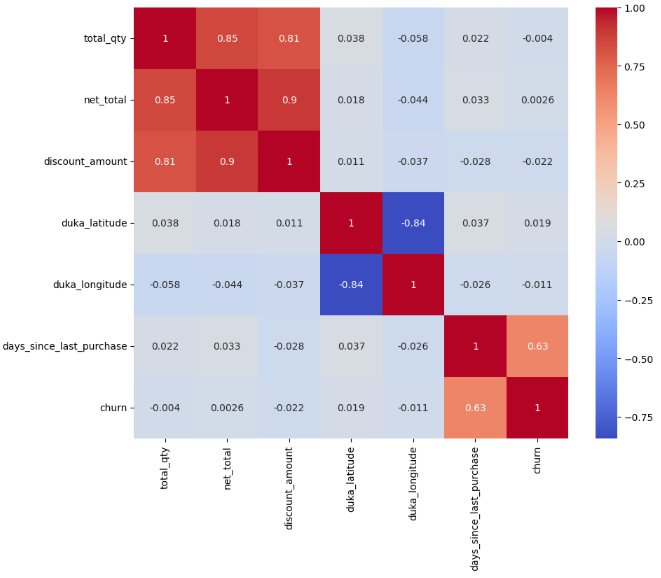 total_qty 1 0.85 0.81 0.038 -0.058 0.022 -0.004
net_total 0.85 1 0.9 0.018 -0.044 0.033 0.0026
discount_amount 0.81 0.9 1 0.011 -0.037 -0.028 -0.022
duka_latitude 0.038 0.018 0.011 1 -0.84 0.037 0.019
duka_longitude -0.058 -0.044 -0.037 -0.84 1 -0.026 -0.011
days_since_last_purchase 0.022 0.033 -0.028 0.037 -0.026 1 0.63
churn -0.004 0.0026 -0.022 0.019 -0.011 0.63 1
total_qty
net_total
discount_amount
duka_latitude
duka_longitude
days_since_last_purchase
churn
1.00
0.75
0.50
0.25
0.00
−0.25
−0.50
−0.75